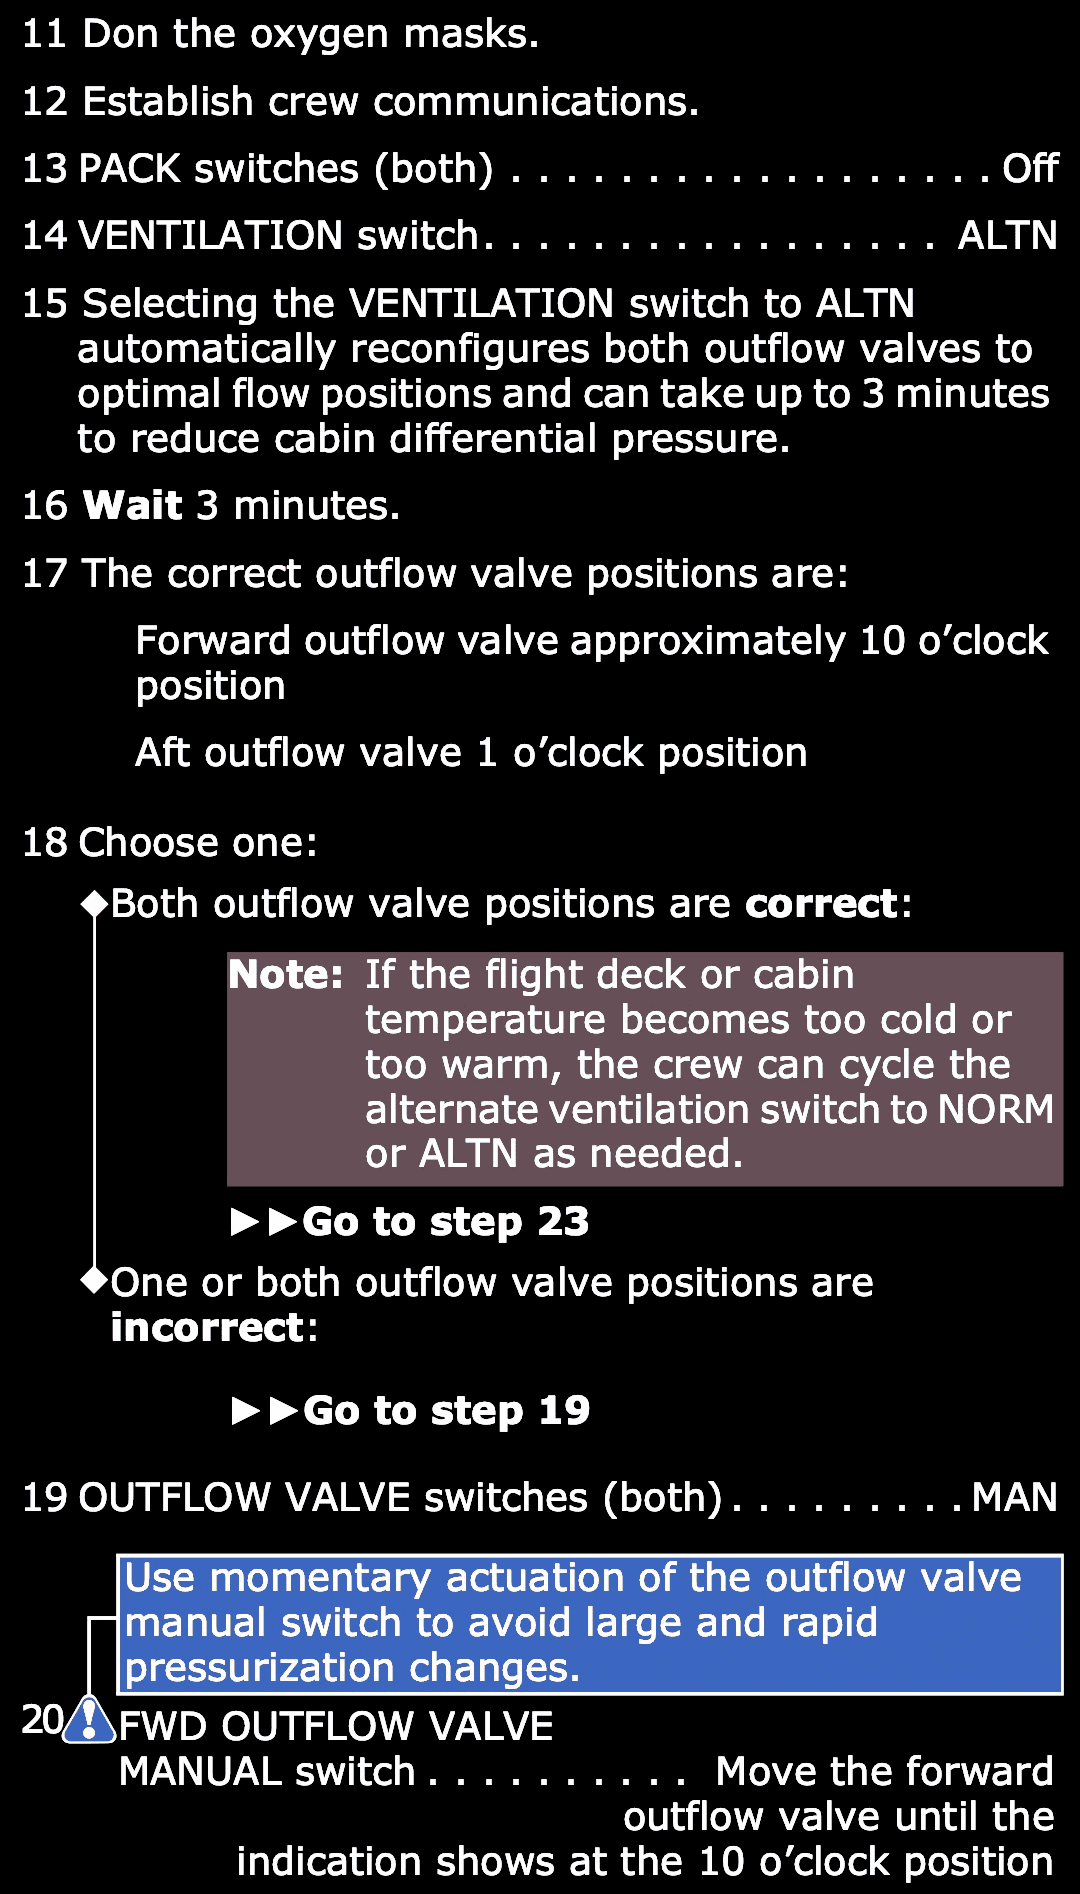 11 Don the oxygen masks.
12 Establish crew communications.
13 PACK switches (both) . . . . . . . . . . . . . . . . . . Off
14 VENTILATION switch. . . . . . . . . . . . . . . . . ALTN
15 Selecting the VENTILATION switch to ALTN
automatically reconfigures both outflow valves to
optimal flow positions and can take up to 3 minutes
to reduce cabin differential pressure.
16 Wait 3 minutes.
17 The correct outflow valve positions are:
Forward outflow valve approximately 10 o’clock
position
Aft outflow valve 1 o’clock position
18 Choose one:
◆Both outflow valve positions are correct:
Note: If the flight deck or cabin
temperature becomes too cold or
too warm, the crew can cycle the
alternate ventilation switch to NORM
or ALTN as needed.
►►Go to step 23
◆One or both outflow valve positions are
incorrect:
►►Go to step 19
19 OUTFLOW VALVE switches (both) . . . . . . . . . MAN
Use momentary actuation of the outflow valve
manual switch to avoid large and rapid
pressurization changes.
20 ! FWD OUTFLOW VALVE
MANUAL switch . . . . . . . . . . Move the forward
outflow valve until the
indication shows at the 10 o’clock position